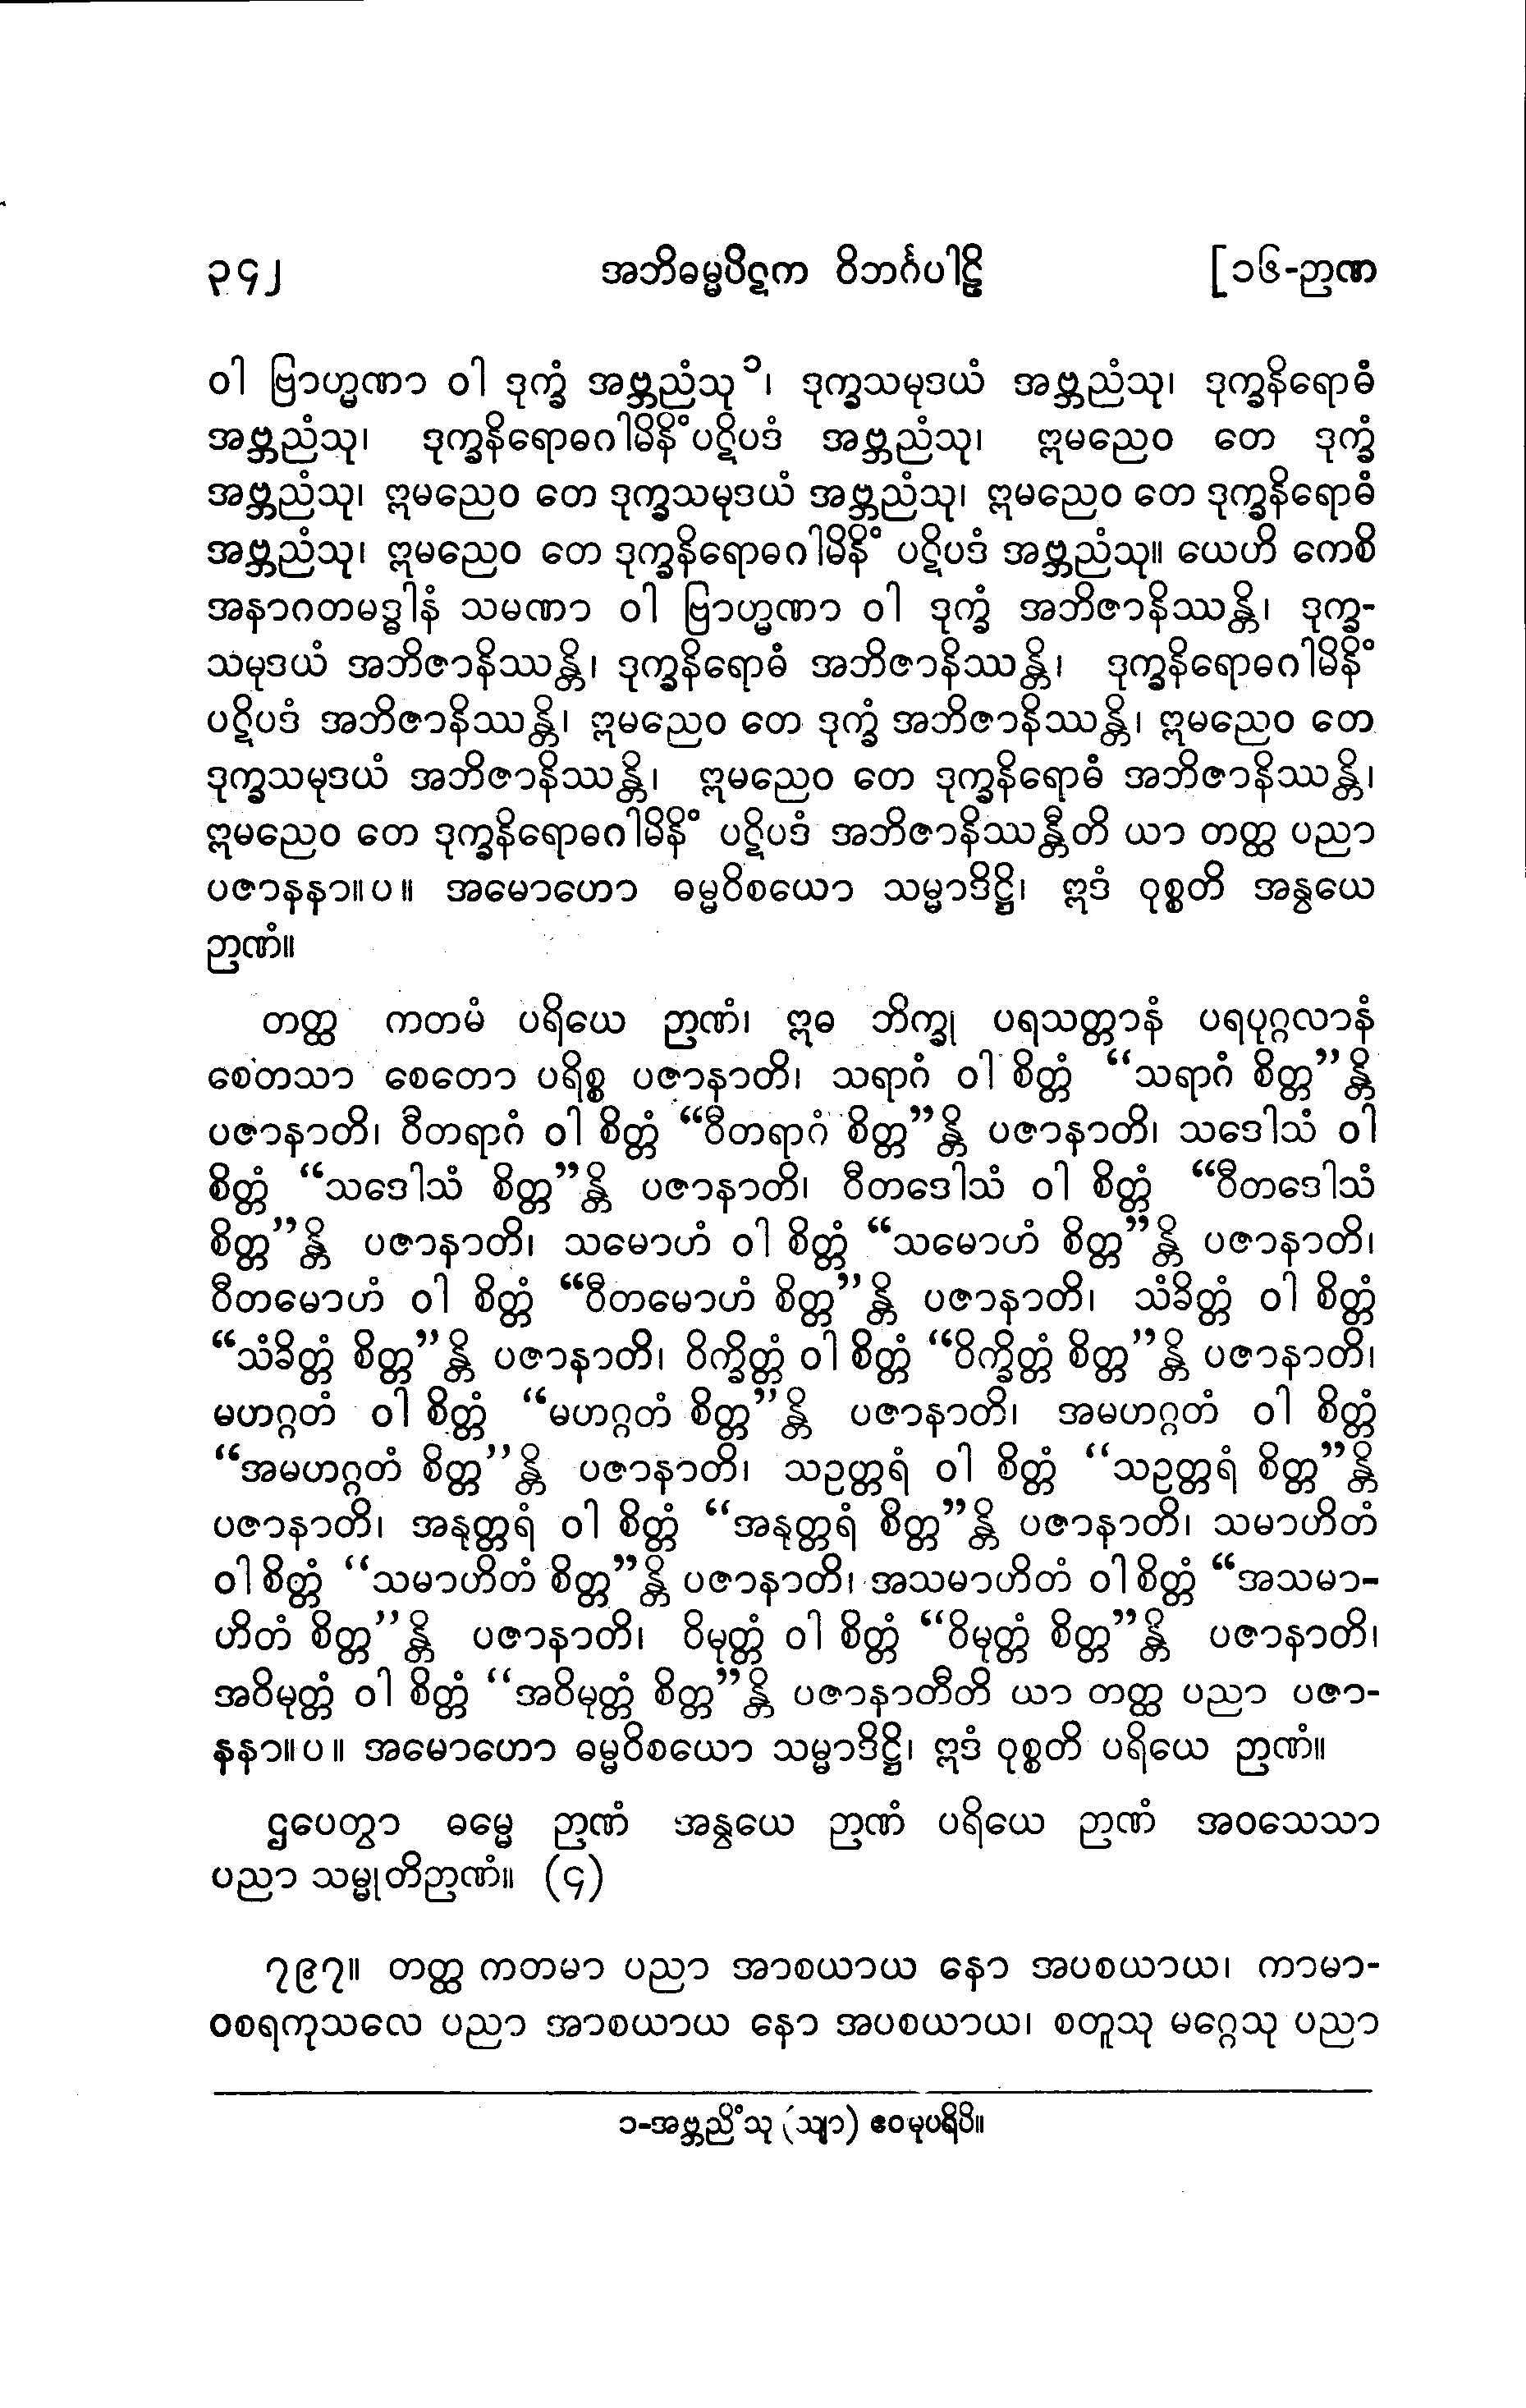 ၃၄၂ အဘိဓမ္မပိဋက ဝိဘင်္ဂပါဠိ [၁၆-ဉာဏ
ဝါ ဗြာဟ္မဏာ ဝါ ဒုက္ခံ အဗ္ဘညံသု၁၊ ဒုက္ခသမုဒယံ အဗ္ဘညံသု၊ ဒုက္ခနိရောဓံ
အဗ္ဘညံသု၊ ဒုက္ခနိရောဓဂါမိနိံ ပဋိပဒံ အဗ္ဘညံသု၊ ဣမညေဝ တေ ဒုက္ခံ
အဗ္ဘညံသု၊ ဣမညေဝ တေ ဒုက္ခသမုဒယံ အဗ္ဘညံသု၊ ဣမညေဝ တေ ဒုက္ခနိရောဓံ
အဗ္ဘညံသု၊ ဣမညေဝ တေ ဒုက္ခနိရောဓဂါမိနိံ ပဋိပဒံ အဗ္ဘညံသု။ ယေဟိ ကေစိ
အနာဂတမဒ္ဓါနံ သမဏာ ဝါ ဗြာဟ္မဏာ ဝါ ဒုက္ခံ အဘိဇာနိဿန္တိ၊ ဒုက္ခ-
သမုဒယံ အဘိဇာနိဿန္တိ၊ ဒုက္ခနိရောဓံ အဘိဇာနိဿန္တိ၊ ဒုက္ခနိရောဓဂါမိနိံ
ပဋိပဒံ အဘိဇာနိဿန္တိ၊ ဣမညေဝ တေ ဒုက္ခံ အဘိဇာနိဿန္တိ၊ ဣမညေဝ တေ
ဒုက္ခသမုဒယံ အဘိဇာနိဿန္တိ၊ ဣမညေဝ တေ ဒုက္ခနိရောဓံ အဘိဇာနိဿန္တိ၊
ဣမညေဝ တေ ဒုက္ခနိရောဓဂါမိနိံ ပဋိပဒံ အဘိဇာနိဿန္တီတိ ယာ တတ္ထ ပညာ
ပဇာနနာ။ပ။ အမောဟော ဓမ္မဝိစယော သမ္မာဒိဋ္ဌိ၊ ဣဒံ ဝုစ္စတိ အနွယေ
ဉာဏံ။
တတ္ထ ကတမံ ပရိယေ ဉာဏံ၊ ဣဓ ဘိက္ခု ပရသတ္တာနံ ပရပုဂ္ဂလာနံ
စေတသာ စေတော ပရိစ္စ ပဇာနာတိ၊ သရာဂံ ဝါ စိတ္တံ “သရာဂံ စိတ္တ”န္တိ
ပဇာနာတိ၊ ဝီတရာဂံ ဝါ စိတ္တံ “ဝီတရာဂံ စိတ္တ”န္တိ ပဇာနာတိ၊ သဒေါသံ ဝါ
စိတ္တံ “သဒေါသံ စိတ္တ”န္တိ ပဇာနာတိ၊ ဝီတဒေါသံ ဝါ စိတ္တံ “ဝီတဒေါသံ
စိတ္တ”န္တိ ပဇာနာတိ၊ သမောဟံ ဝါ စိတ္တံ “သမောဟံ စိတ္တ”န္တိ ပဇာနာတိ၊
ဝီတမောဟံ ဝါ စိတ္တံ “ဝီတမောဟံ စိတ္တ”န္တိ ပဇာနာတိ၊ သံခိတ္တံ ဝါ စိတ္တံ
“သံခိတ္တံ စိတ္တ”န္တိ ပဇာနာတိ၊ ဝိက္ခိတ္တံ ဝါ စိတ္တံ “ဝိက္ခိတ္တံ စိတ္တ”န္တိ ပဇာနာတိ၊
မဟဂ္ဂတံ ဝါ စိတ္တံ “မဟဂ္ဂတံ စိတ္တ”န္တိ ပဇာနာတိ၊ အမဟဂ္ဂတံ ဝါ စိတ္တံ
“အမဟဂ္ဂတံ စိတ္တ”န္တိ ပဇာနာတိ၊ သဥတ္တရံ ဝါ စိတ္တံ “သဥတ္တရံ စိတ္တ”န္တိ
ပဇာနာတိ၊ အနုတ္တရံ ဝါ စိတ္တံ “အနုတ္တရံ စိတ္တ”န္တိ ပဇာနာတိ၊ သမာဟိတံ
ဝါ စိတ္တံ “သမာဟိတံ စိတ္တ”န္တိ ပဇာနာတိ၊ အသမာဟိတံ ဝါ စိတ္တံ “အသမာ-
ဟိတံ စိတ္တ”န္တိ ပဇာနာတိ၊ ဝိမုတ္တံ ဝါ စိတ္တံ “ဝိမုတ္တံ စိတ္တ”န္တိ ပဇာနာတိ၊
အဝိမုတ္တံ ဝါ စိတ္တံ “အဝိမုတ္တံ စိတ္တ”န္တိ ပဇာနာတီတိ ယာ တတ္ထ ပညာ ပဇာ-
နနာ။ပ။ အမောဟော ဓမ္မဝိစယော သမ္မာဒိဋ္ဌိ၊ ဣဒံ ဝုစ္စတိ ပရိယေ ဉာဏံ။
ဌပေတွာ ဓမ္မေ ဉာဏံ အနွယေ ဉာဏံ ပရိယေ ဉာဏံ အဝသေသာ
ပညာ သမ္မုတိဉာဏံ။ (၄)
၇၉၇။ တတ္ထ ကတမာ ပညာ အာစယာယ နော အပစယာယ၊ ကာမာ-
ဝစရကုသလေ ပညာ အာစယာယ နော အပစယာယ၊ စတူသု မဂ္ဂေသု ပညာ
၁-အဗ္ဘညိံသု (သျာ) ဧဝမုပရိပိ။